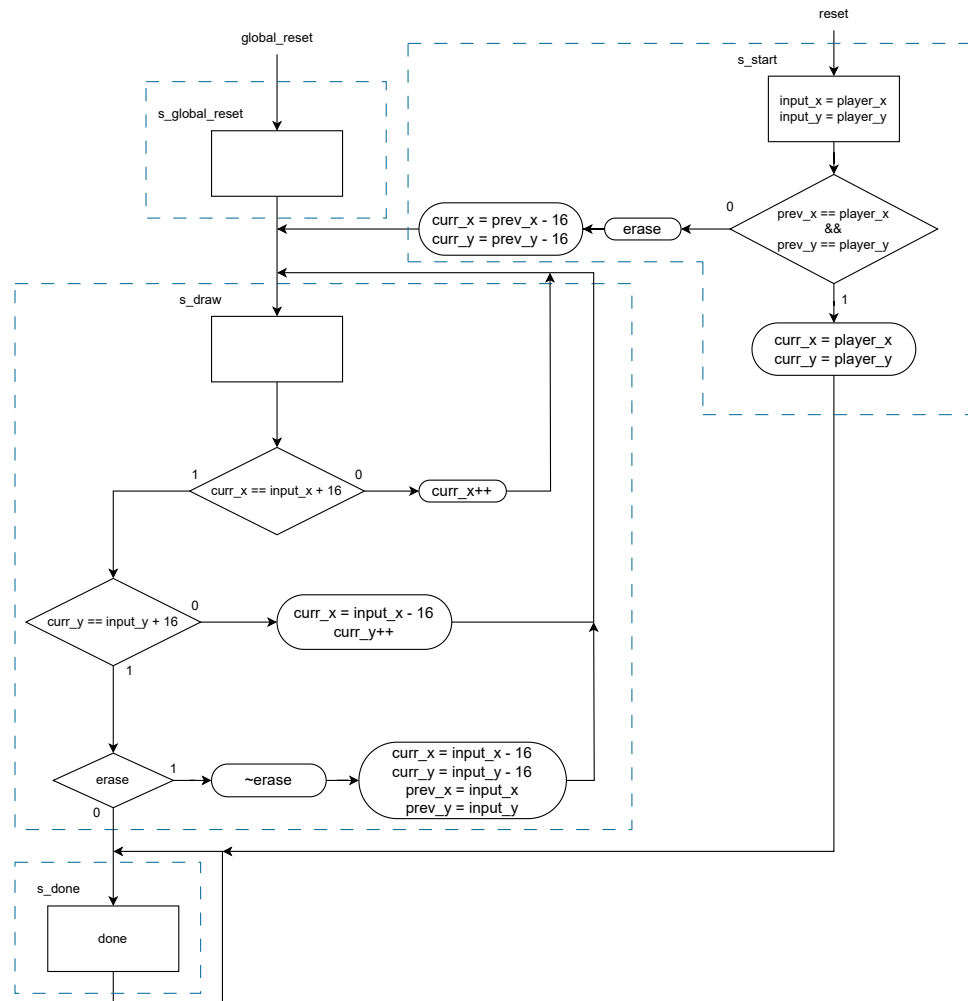 reset
global_reset
s_start
input_x = player_x
input_y = player_y
s_global_reset
prev_x == player_x
&&
prev_y == player_y
0
1
erase
curr_x = prev_x - 16
curr_y = prev_y - 16
curr_x = player_x
curr_y = player_y
s_draw
curr_x == input_x + 16
1
0
curr_x++
curr_y == input_y + 16
0
1
curr_x = input_x - 16
curr_y++
erase
1
0
~erase
curr_x = input_x - 16
curr_y = input_y - 16
prev_x = input_x
prev_y = input_y
s_done
done